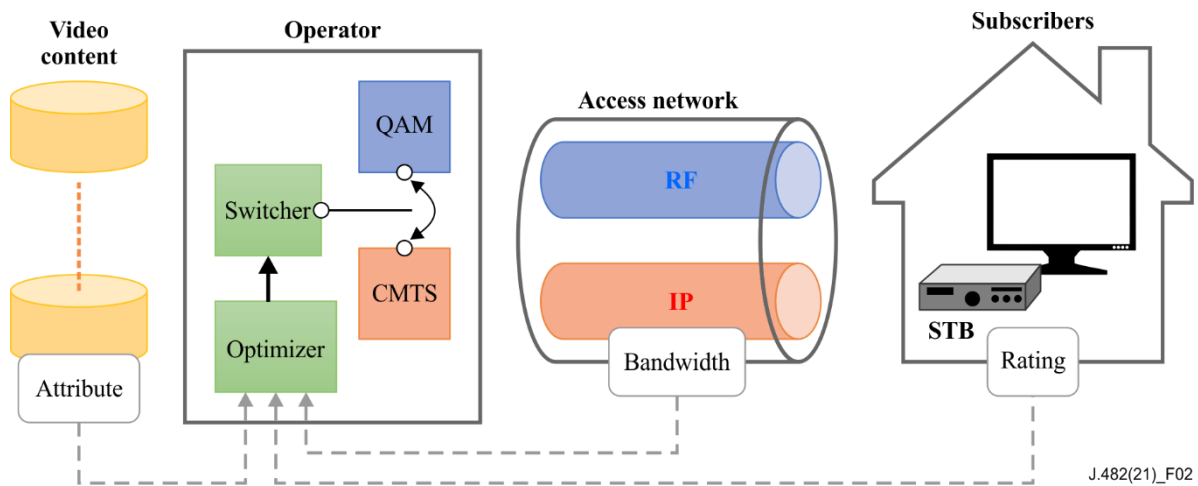 Video
content
Operator
Subscribers
Access network
QAM
Switcher
CMTS
Optimizer
RF
IP
STB
Attribute
Bandwidth
Rating
J.482(21)_F02